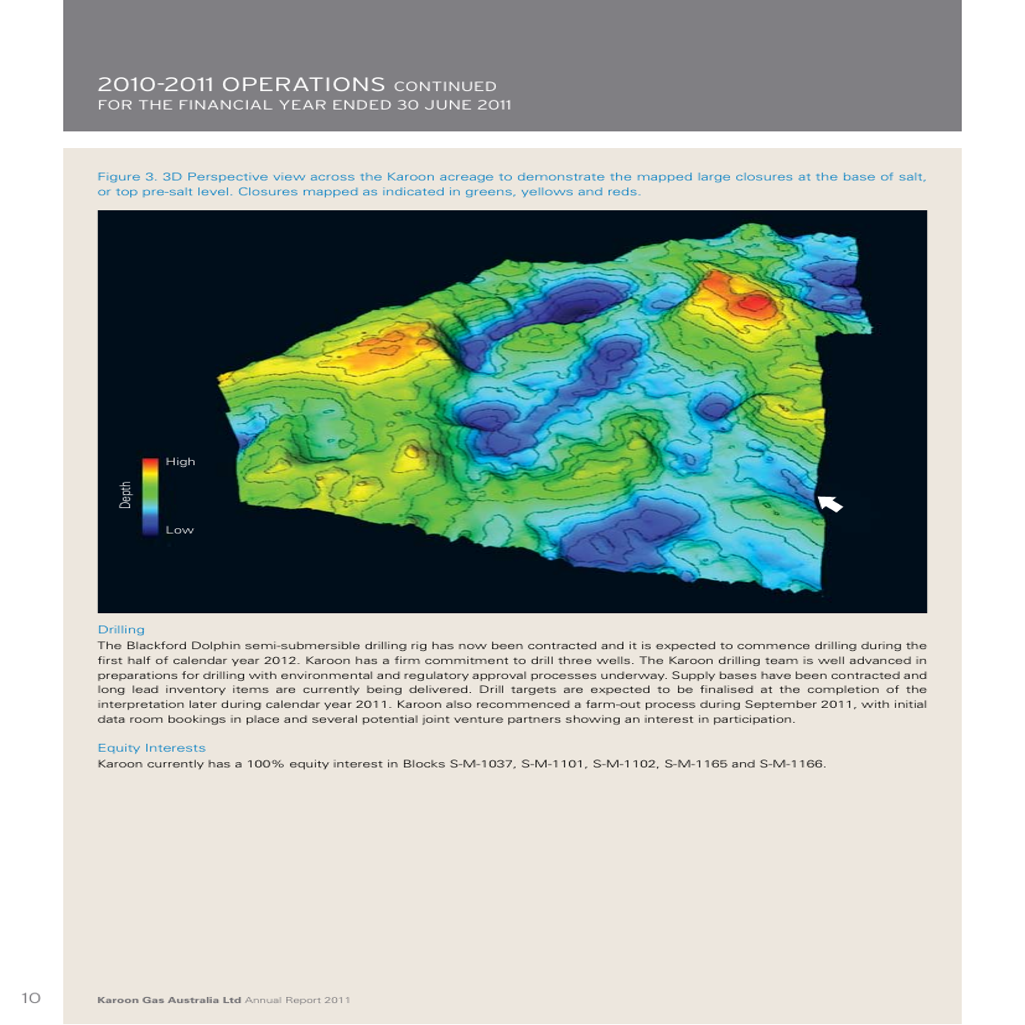 2010-2011 OPERATIONS CONTINUED
FOR THE FINANCIAL YEAR ENDED 30 JUNE 2011
Figure 3. 3D Perspective view across the Karoon acreage to demonstrate the mapped large closures at the base of salt,
or top pre-salt level. Closures mapped as indicated in greens, yellows and reds.
High
Depth
Low
Drilling
The Blackford Dolphin semi-submersible drilling rig has now been contracted and it is expected to commence drilling during the
first half of calendar year 2012. Karoon has a firm commitment to drill three wells. The Karoon drilling team is well advanced in
preparations for drilling with environmental and regulatory approval processes underway. Supply bases have been contracted and
long lead inventory items are currently being delivered. Drill targets are expected to be finalised at the completion of the
interpretation later during calendar year 2011. Karoon also recommenced a farm-out process during September 2011, with initial
data room bookings in place and several potential joint venture partners showing an interest in participation.
Equity Interests
Karoon currently has a 100% equity interest in Blocks S-M-1037, S-M-1101, S-M-1102, S-M-1165 and S-M-1166.
10
Karoon Gas Australia Ltd Annual Report 2011